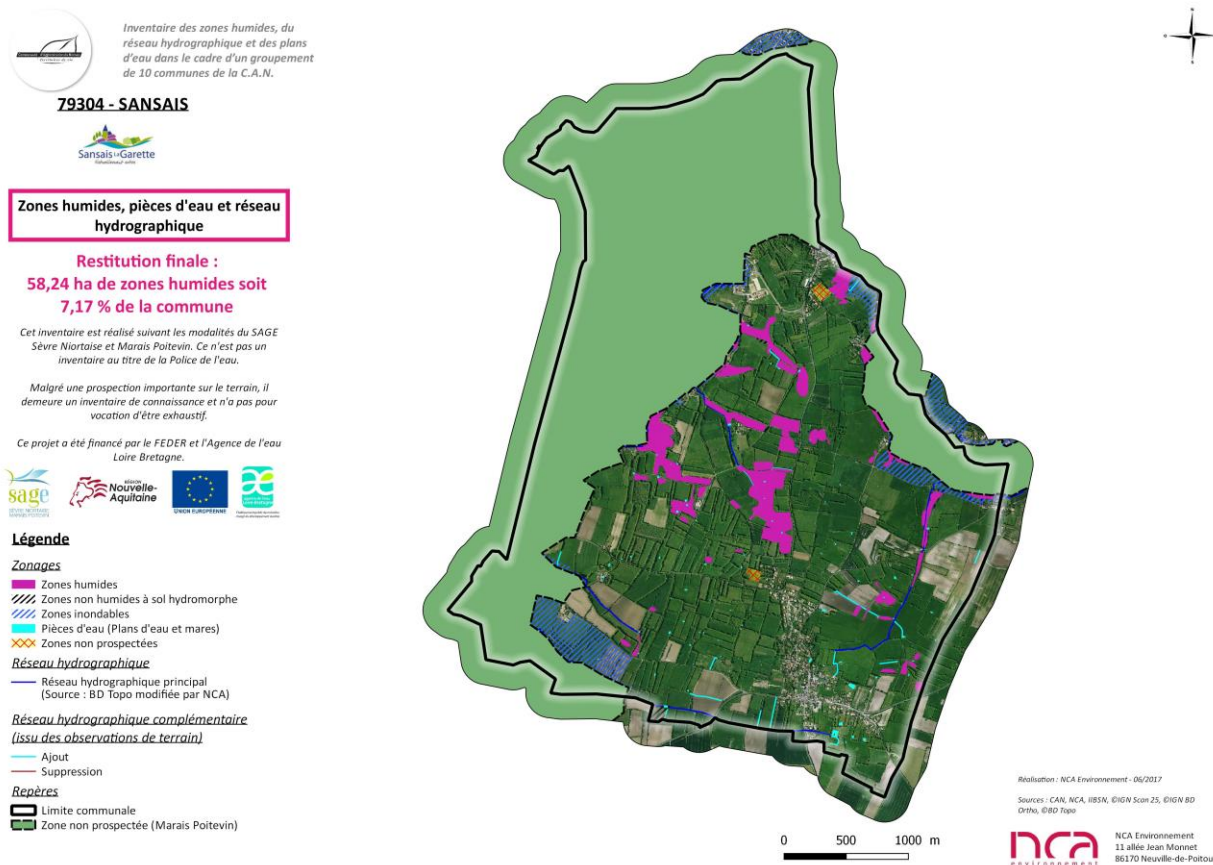 Inventaire des zones humides, du
réseau hydrographique et des plans
d'eau dans le cadre d'un groupement
de 10 communes de la C.A.N.
79304 - SANSAIS
Sansais La Garette
Zones humides, pièces d'eau et réseau
hydrographique
Restitution finale :
58,24 ha de zones humides soit
7,17 % de la commune
Cet inventaire est réalisé suivant les modalités du SAGE
Sèvre Niortaise et Marais Poitevin. Ce n'est pas un
inventaire au titre de la Police de l'eau.
Malgré une prospection importante sur le terrain, il
demeure un inventaire de connaissance et n'a pas pour
vocation d'être exhaustif.
Ce projet a été financé par le FEDER et l'Agence de l'eau
Loire Bretagne.
sage
SÈVRE NIORTAISE
MARAIS POITEVIN
RÉGION
Nouvelle-
Aquitaine
UNION EUROPÉENNE
Légende
Zonages
Zones humides
Zones non humides à sol hydromorphe
Zones inondables
Pièces d'eau (Plans d'eau et mares)
Zones non prospectées
Réseau hydrographique
Réseau hydrographique principal
(Source : BD Topo modifiée par NCA)
Réseau hydrographique complémentaire
(issu des observations de terrain)
Ajout
Suppression
Repères
Limite communale
Zone non prospectée (Marais Poitevin)
0 500 1000 m
Réalisation : NCA Environnement - 06/2017
Sources : CAN, NCA, IIBSN, ©IGN Scan 25, ©IGN BD
Ortho, ©BD Topo
nca
environnement
NCA Environnement
11 allée Jean Monnet
86170 Neuville-de-Poitou